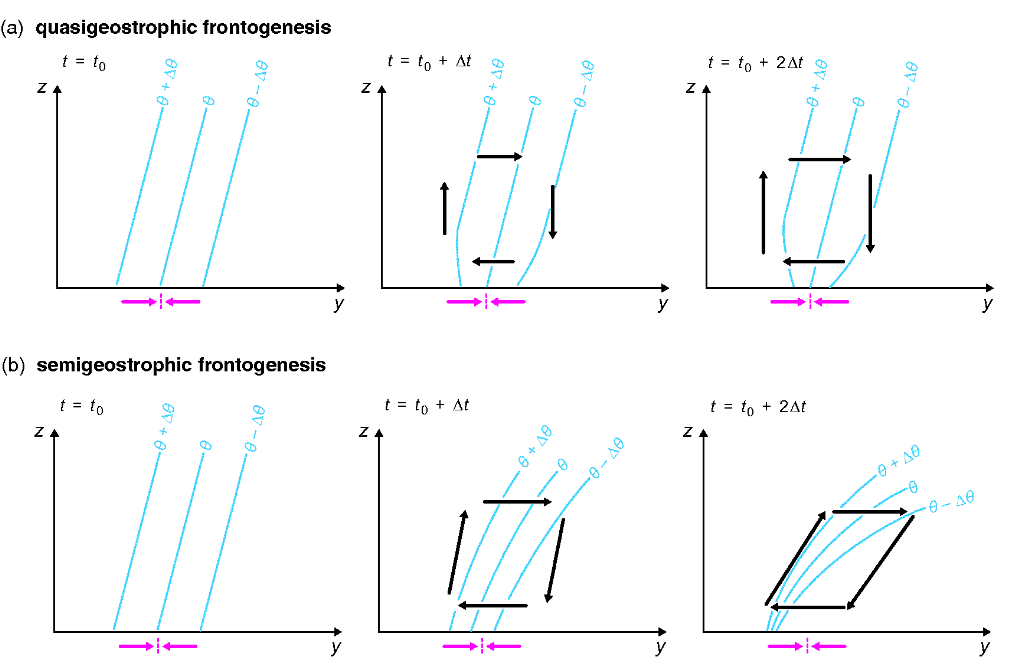 (a) quasigeostrophic frontogenesis
t = t₀
t = t₀ + Δt
t = t₀ + 2Δt
z
θ + Δθ
θ
θ − Δθ
y
z
θ + Δθ
θ
θ − Δθ
y
z
θ + Δθ
θ
θ − Δθ
y
(b) semigeostrophic frontogenesis
t = t₀
t = t₀ + Δt
t = t₀ + 2Δt
z
θ + Δθ
θ
θ − Δθ
y
z
θ + Δθ
θ
θ − Δθ
y
z
θ + Δθ
θ
θ − Δθ
y